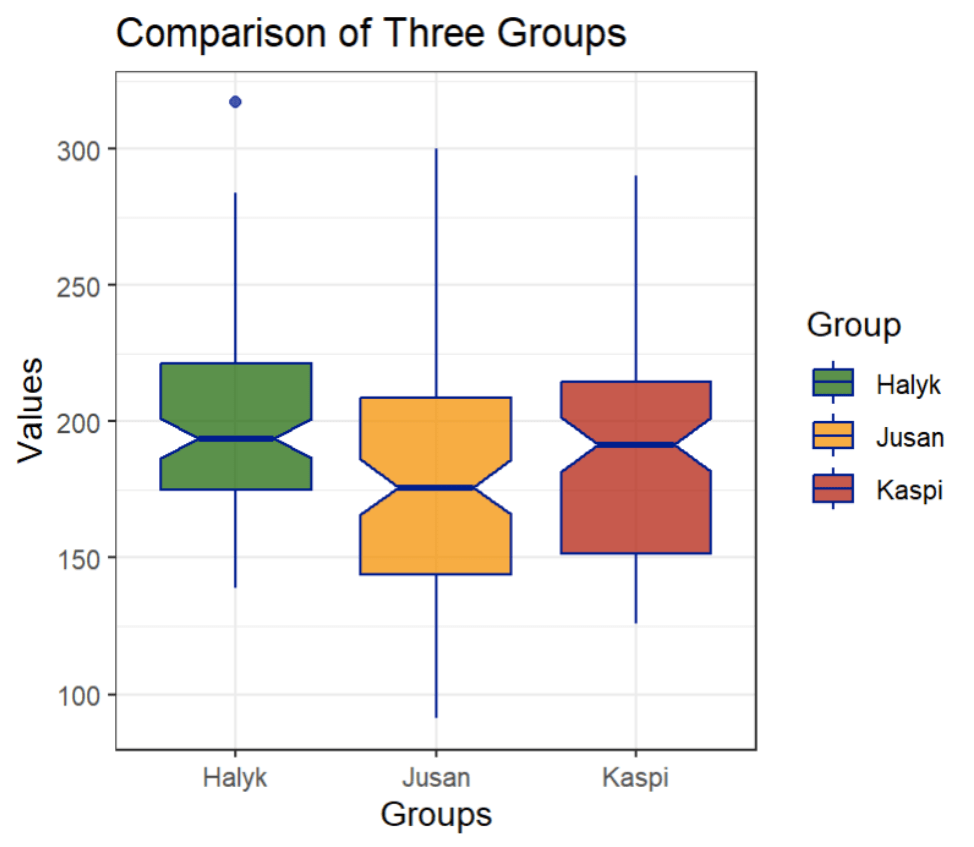 Comparison of Three Groups
300
250
200
150
100
Values
Halyk
Jusan
Kaspi
Groups
Group
Halyk
Jusan
Kaspi